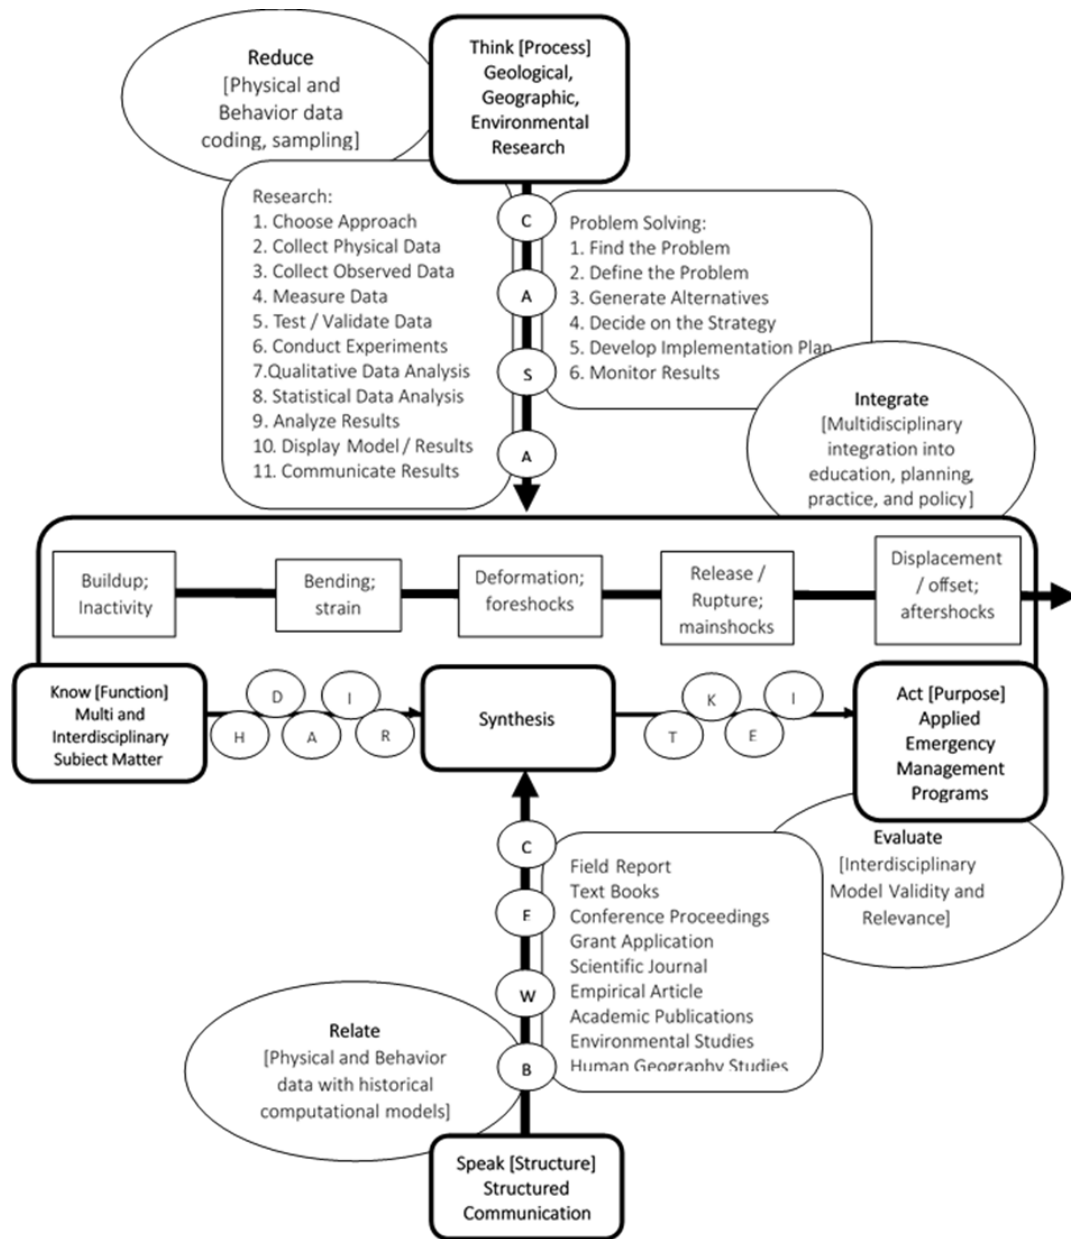 Reduce
[Physical and
Behavior data
coding, sampling]
Think [Process]
Geological,
Geographic,
Environmental
Research
Research:
1. Choose Approach
2. Collect Physical Data
3. Collect Observed Data
4. Measure Data
5. Test / Validate Data
6. Conduct Experiments
7.Qualitative Data Analysis
8. Statistical Data Analysis
9. Analyze Results
10. Display Model / Results
11. Communicate Results
C
A
S
A
Problem Solving:
1. Find the Problem
2. Define the Problem
3. Generate Alternatives
4. Decide on the Strategy
5. Develop Implementation Plan
6. Monitor Results
Integrate
[Multidisciplinary
integration into
education, planning,
practice, and policy]
Buildup;
Inactivity
Bending;
strain
Deformation;
foreshocks
Release /
Rupture;
mainshocks
Displacement
/ offset;
aftershocks
Know [Function]
Multi and
Interdisciplinary
Subject Matter
H
D
A
I
R
Synthesis
T
K
E
I
Act [Purpose]
Applied
Emergency
Management
Programs
Evaluate
[Interdisciplinary
Model Validity and
Relevance]
C
E
W
B
Field Report
Text Books
Conference Proceedings
Grant Application
Scientific Journal
Empirical Article
Academic Publications
Environmental Studies
Human Geography Studies
Relate
[Physical and Behavior
data with historical
computational models]
Speak [Structure]
Structured
Communication